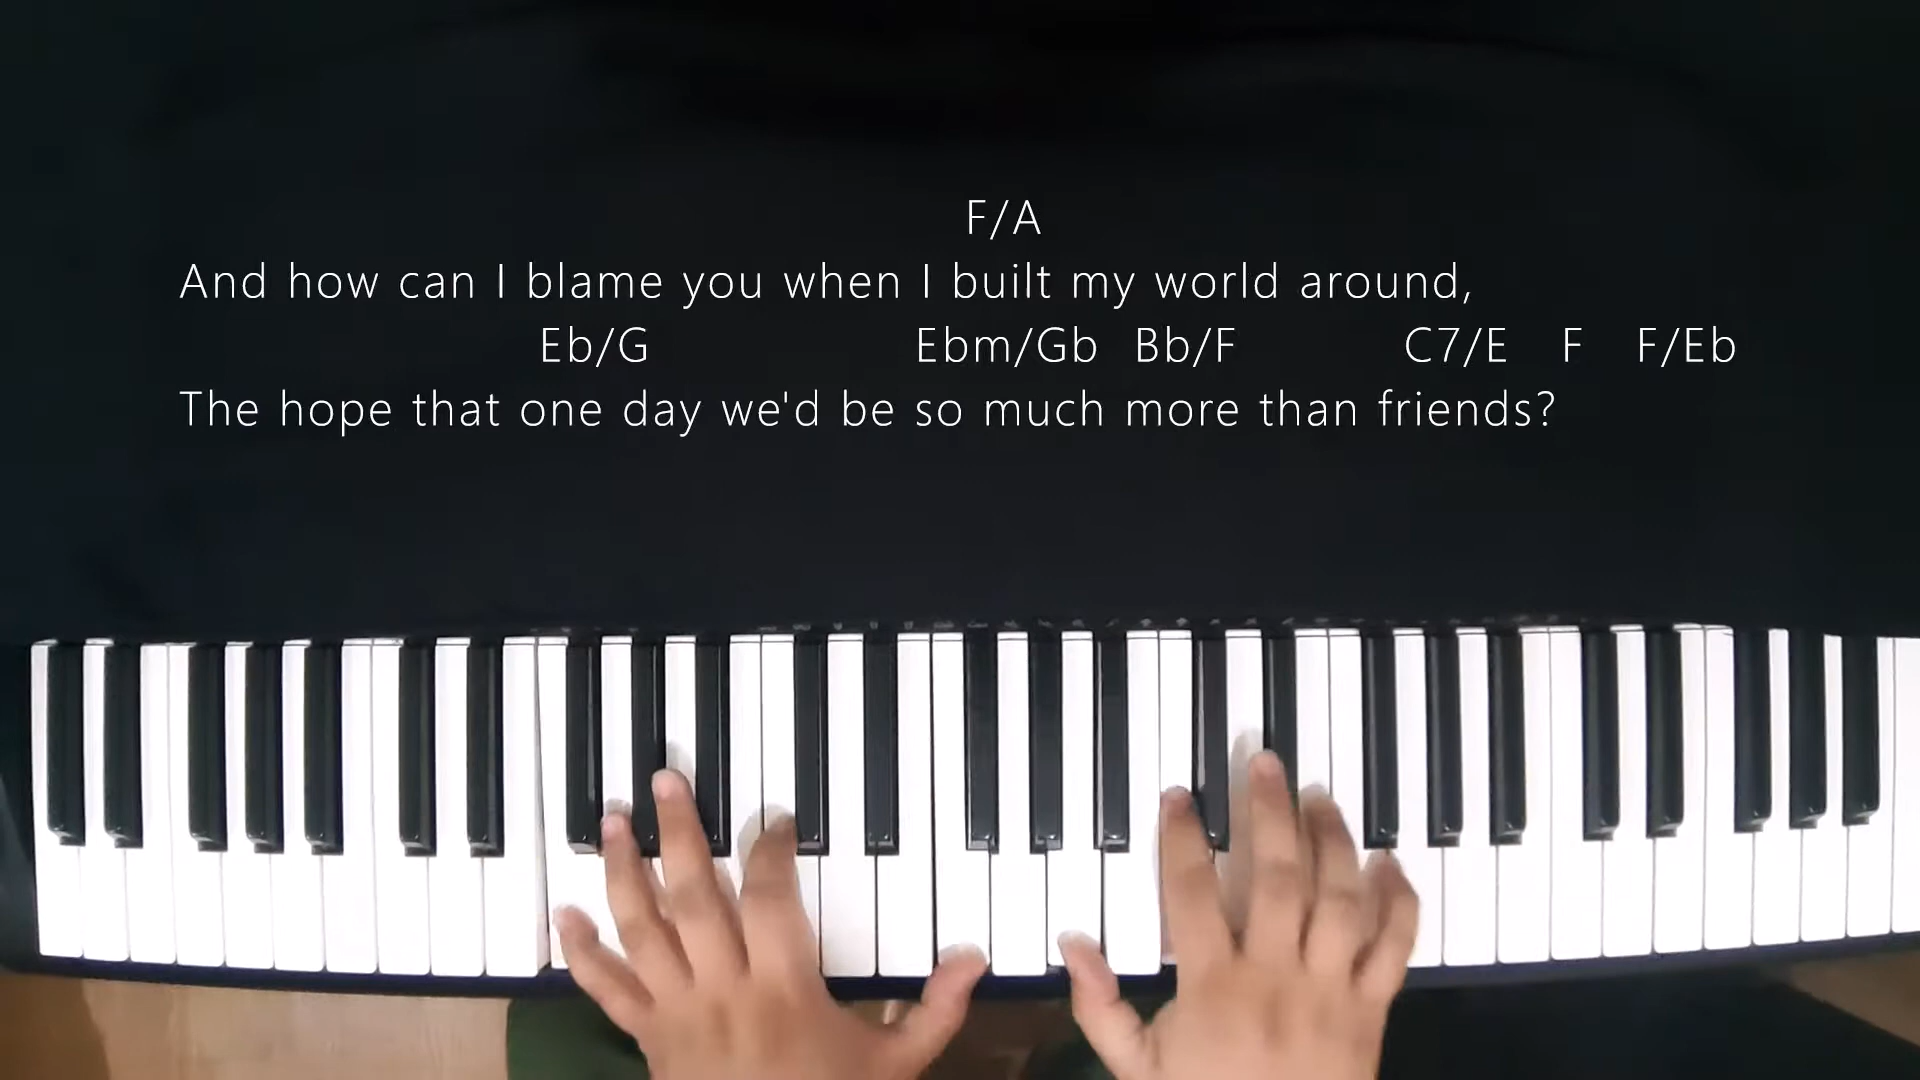 F/A
And how can I blame you when I built my world around,
Eb/G Ebm/Gb Bb/F C7/E F F/Eb
The hope that one day we'd be so much more than friends?